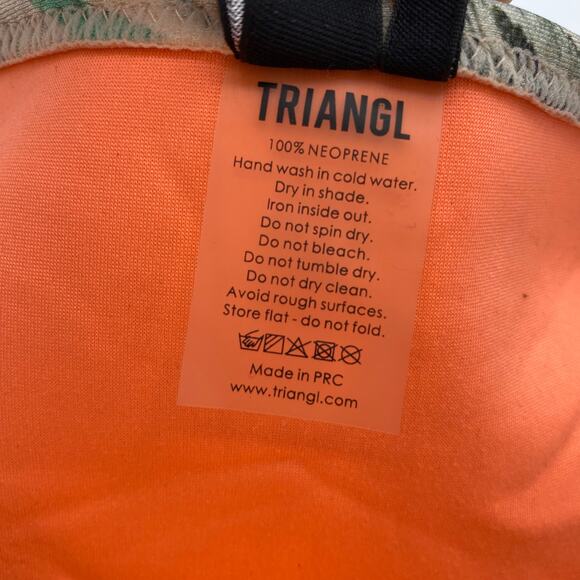 TRIANGL
100% NEOPRENE
Hand wash in cold water.
Dry in shade.
Iron inside out.
Do not spin dry.
Do not bleach.
Do not tumble dry.
Do not dry clean.
Avoid rough surfaces.
Store flat - do not fold.
Made in PRC
www.triangl.com